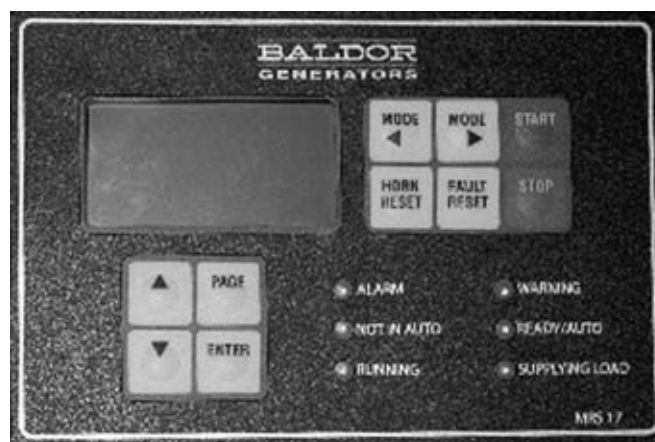 BALDOR
GENERATORS
MODE
MODE
START
HORN
RESET
FAULT
RESET
STOP
PAGE
ENTER
ALARM
WARNING
NOT IN AUTO
READY/AUTO
RUNNING
SUPPLYING LOAD
MRS 17